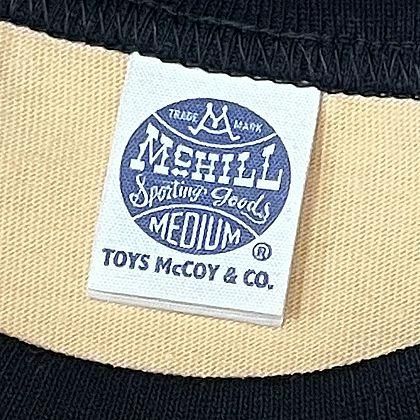 TRADE MARK
McHILL
Sporting Goods
MEDIUM
®
TOYS McCOY & CO.